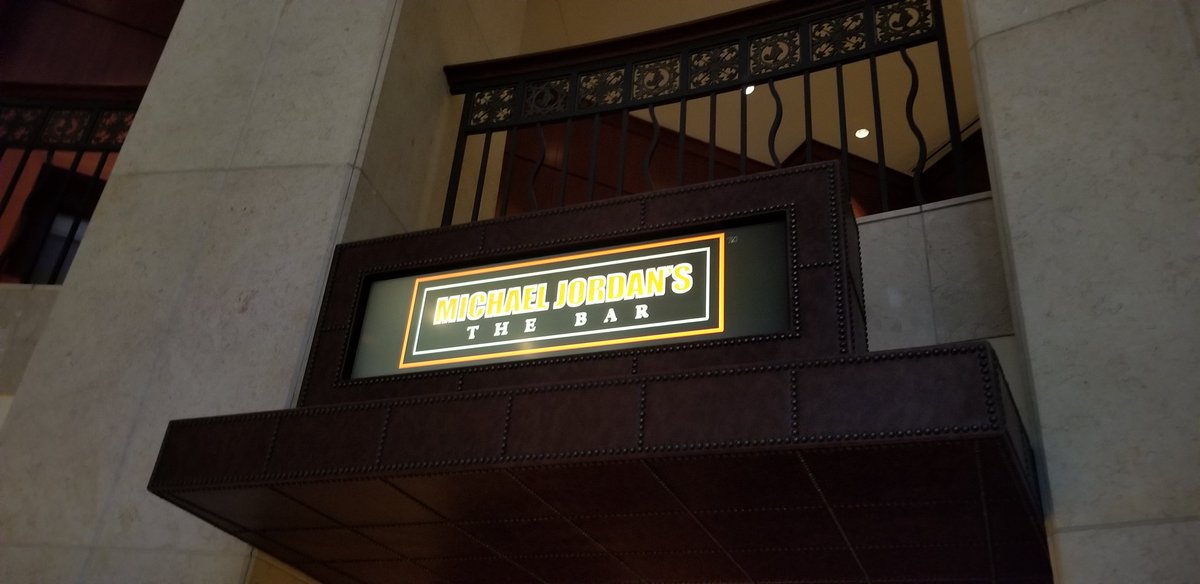 MICHAEL JORDAN'S
THE BAR